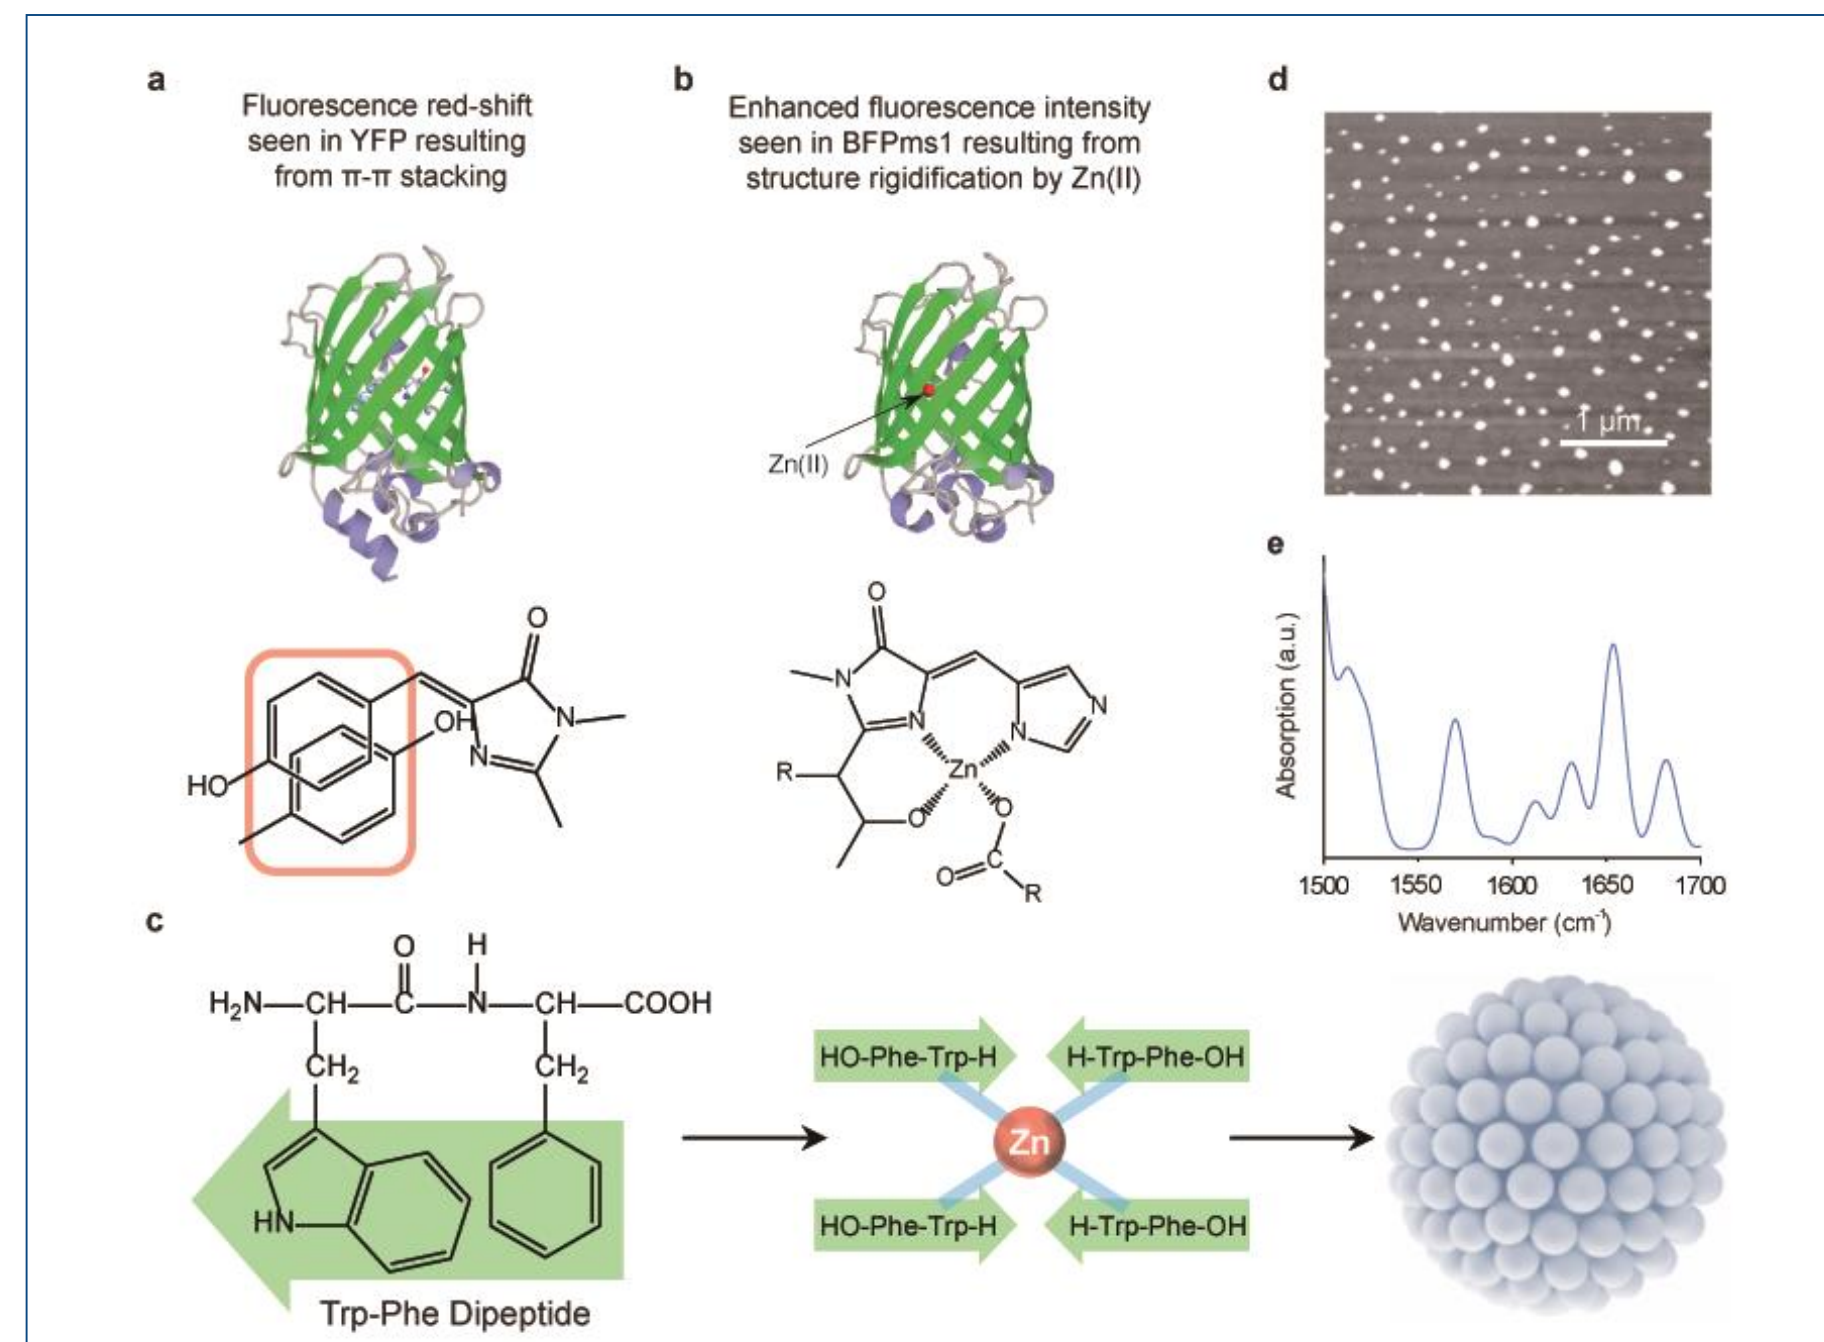 a
Fluorescence red-shift
seen in YFP resulting
from π-π stacking
HO
OH
O
N
N
b
Enhanced fluorescence intensity
seen in BFPms1 resulting from
structure rigidification by Zn(II)
Zn(II)
O
N
N
N
N
R
Zn
O
O
C
O
R
c
O
H
H₂N
CH
C
N
CH
COOH
CH₂
CH₂
HN
Trp-Phe Dipeptide
HO-Phe-Trp-H
H-Trp-Phe-OH
Zn
HO-Phe-Trp-H
H-Trp-Phe-OH
d
1 μm
e
Absorption (a.u.)
1500 1550 1600 1650 1700
Wavenumber (cm⁻¹)